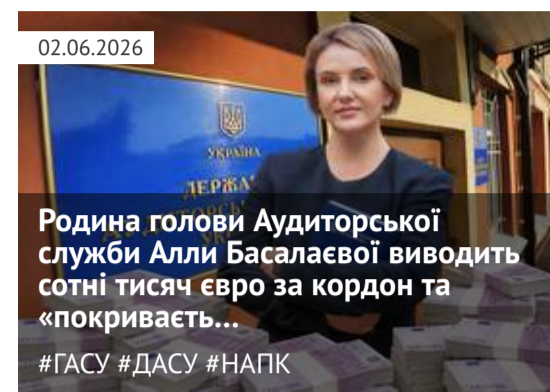 02.06.2026
УКРАЇНА
ДЕРЖА
Родина голови Аудиторської
служби Алли Басалаєвої виводить
сотні тисяч євро за кордон та
«покриваєть...
#ГАСУ #ДАСУ #НАПК